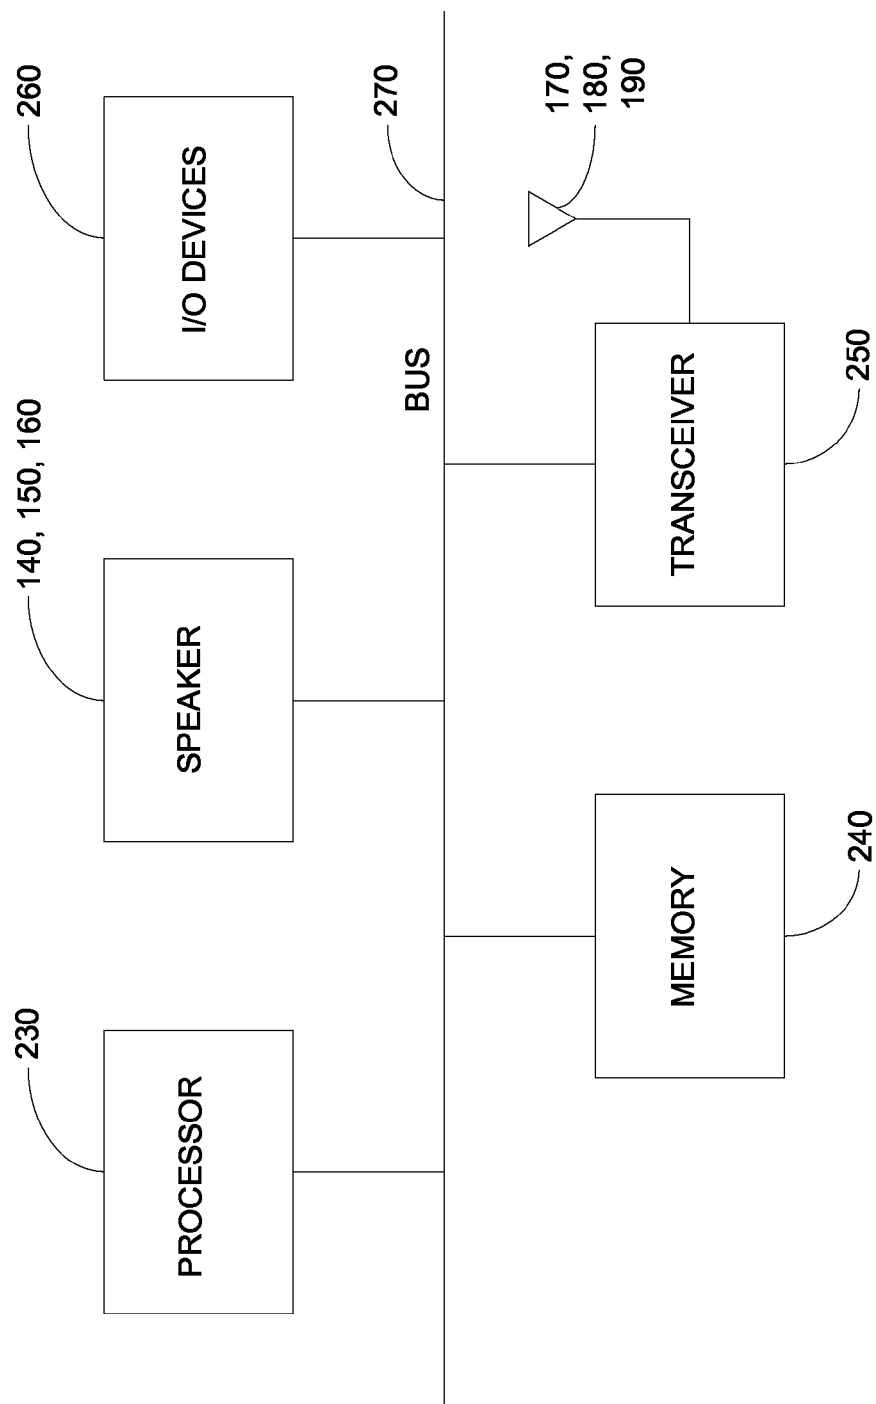 230
140, 150, 160
260
PROCESSOR
SPEAKER
I/O DEVICES
BUS
270
170,
180,
190
MEMORY
TRANSCEIVER
240
250